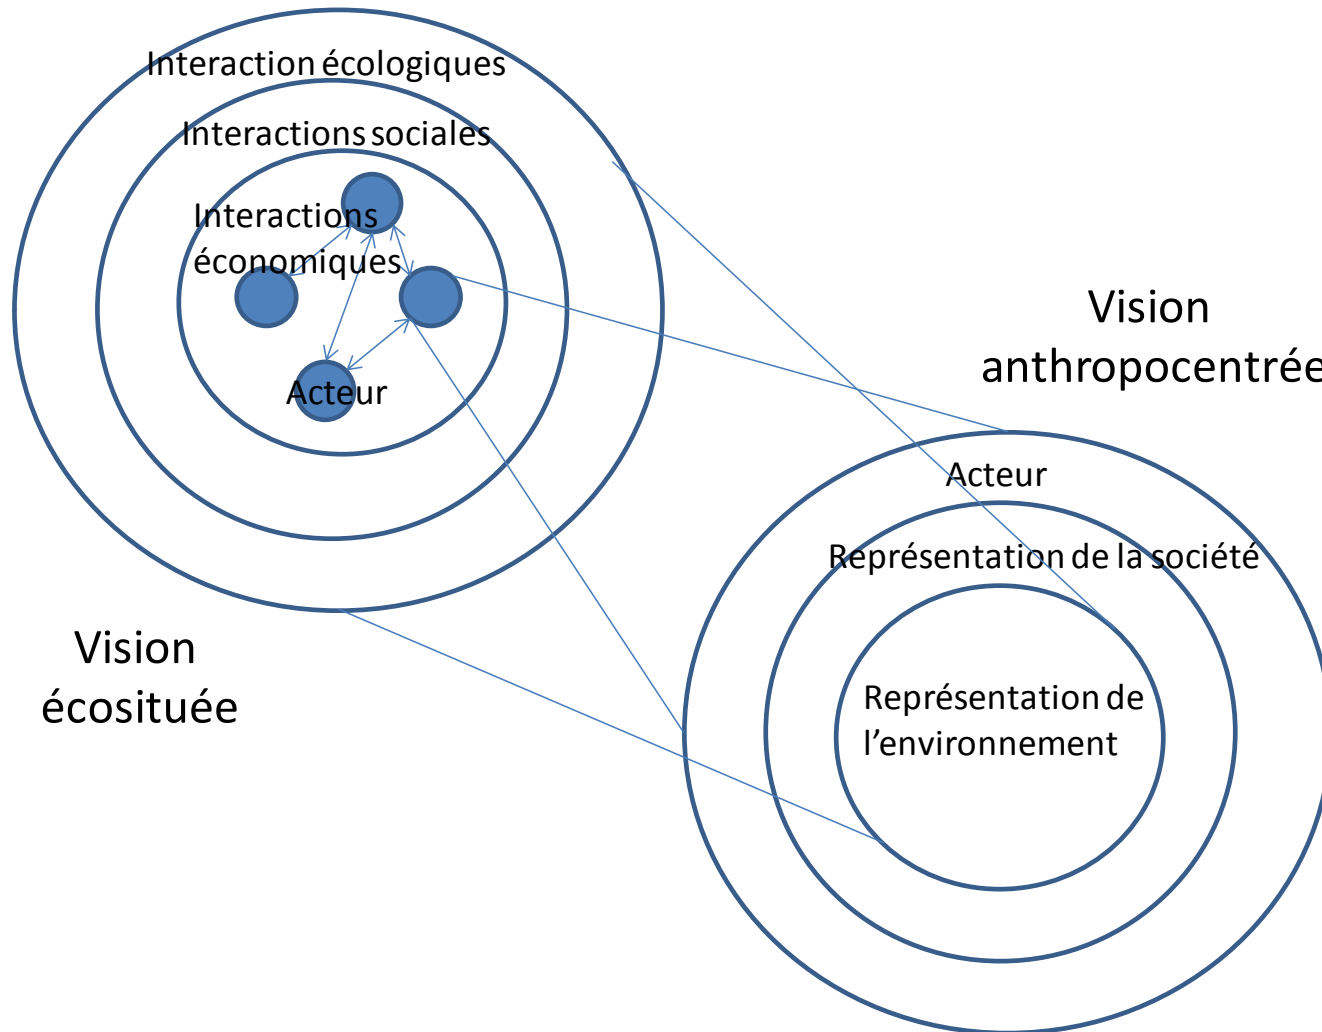 Interaction écologiques
Interactions sociales
Interactions
économiques
Acteur
Vision
écosituée
Vision
anthropocentrée
Acteur
Représentation de la société
Représentation de
l'environnement